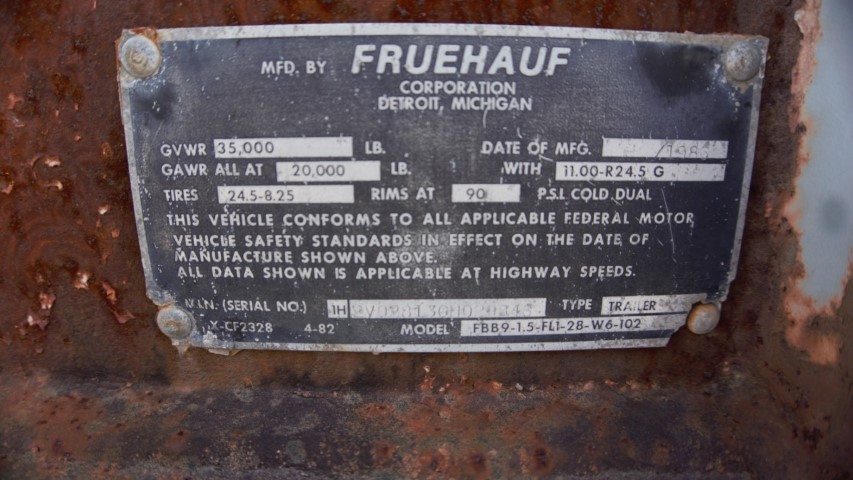 MFD. BY FRUEHAUF
CORPORATION
DETROIT, MICHIGAN
GVWR 35,000 LB. DATE OF MFG.
GAWR ALL AT 20,000 LB. WITH 11.00-R24.5 G
TIRES 24.5-8.25 RIMS AT 90 P.S.I. COLD DUAL
THIS VEHICLE CONFORMS TO ALL APPLICABLE FEDERAL MOTOR
VEHICLE SAFETY STANDARDS IN EFFECT ON THE DATE OF
MANUFACTURE SHOWN ABOVE.
ALL DATA SHOWN IS APPLICABLE AT HIGHWAY SPEEDS.
V.I.N. (SERIAL NO.) 1H TYPE TRAILER
X-CF2328 4-82 MODEL FBB9-1.5-FL1-28-W6-102